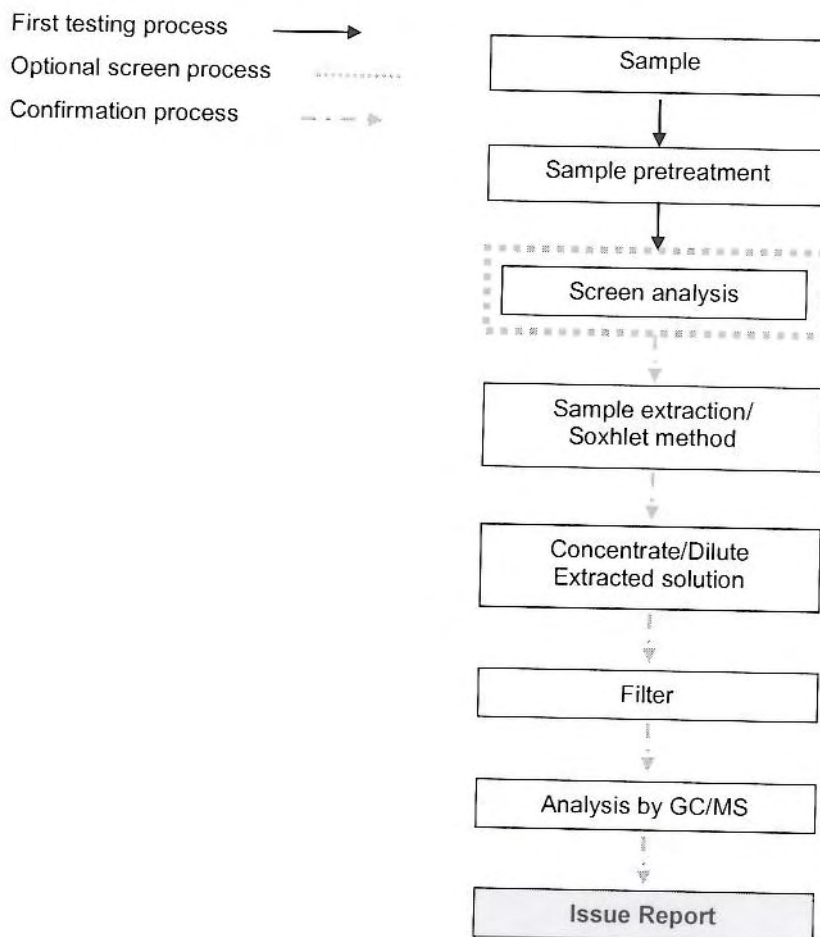 First testing process
Optional screen process
Confirmation process
Sample
Sample pretreatment
Screen analysis
Sample extraction/
Soxhlet method
Concentrate/Dilute
Extracted solution
Filter
Analysis by GC/MS
Issue Report